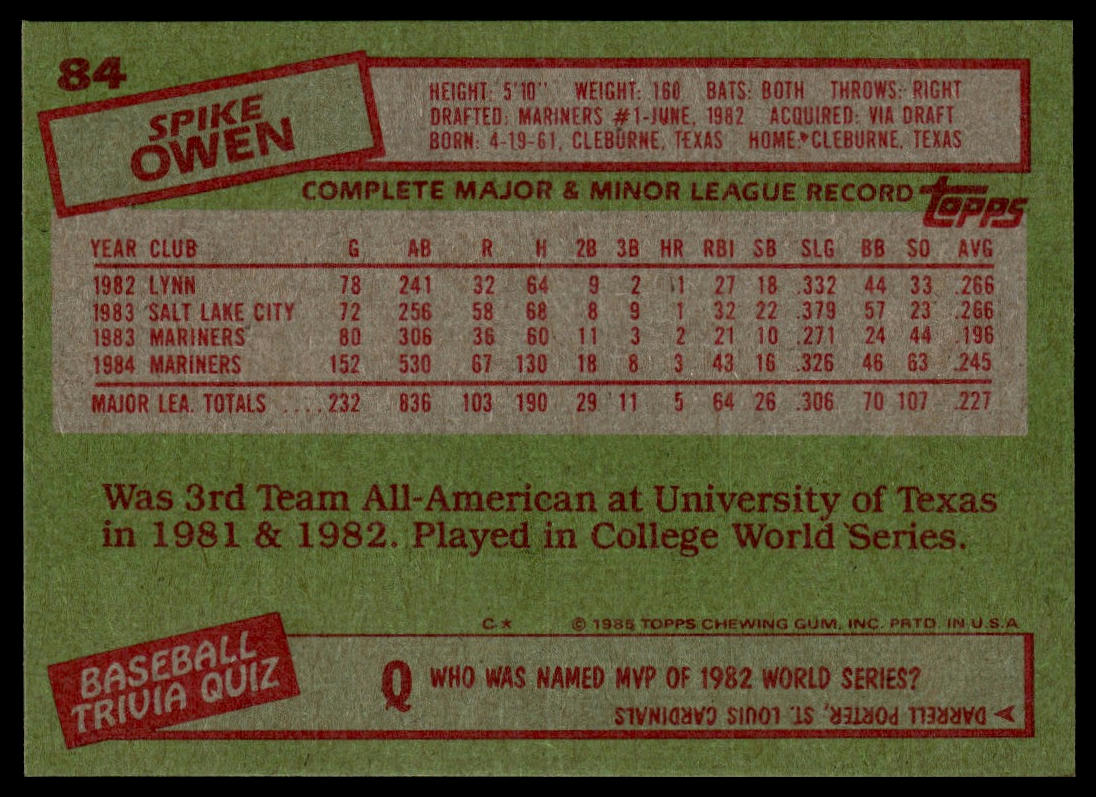 84
SPIKE
OWEN
HEIGHT: 5'10" WEIGHT: 160 BATS: BOTH THROWS: RIGHT
DRAFTED: MARINERS #1-JUNE, 1982 ACQUIRED: VIA DRAFT
BORN: 4-19-61, CLEBURNE, TEXAS HOME: CLEBURNE, TEXAS
COMPLETE MAJOR & MINOR LEAGUE RECORD topps
YEAR CLUB G AB R H 2B 3B HR RBI SB SLG BB SO AVG
1982 LYNN 78 241 32 64 9 2 1 27 18 .332 44 33 .266
1983 SALT LAKE CITY 72 256 58 68 8 9 1 32 22 .379 57 23 .266
1983 MARINERS 80 306 36 60 11 3 2 21 10 .271 24 44 .196
1984 MARINERS 152 530 67 130 18 8 3 43 16 .326 46 63 .245
MAJOR LEA. TOTALS ....232 836 103 190 29 11 5 64 26 .306 70 107 .227
Was 3rd Team All-American at University of Texas
in 1981 & 1982. Played in College World Series.
C* © 1985 TOPPS CHEWING GUM, INC. PRTD. IN U.S.A.
BASEBALL
TRIVIA QUIZ
Q WHO WAS NAMED MVP OF 1982 WORLD SERIES?
DARRELL PORTER, ST. LOUIS CARDINALS